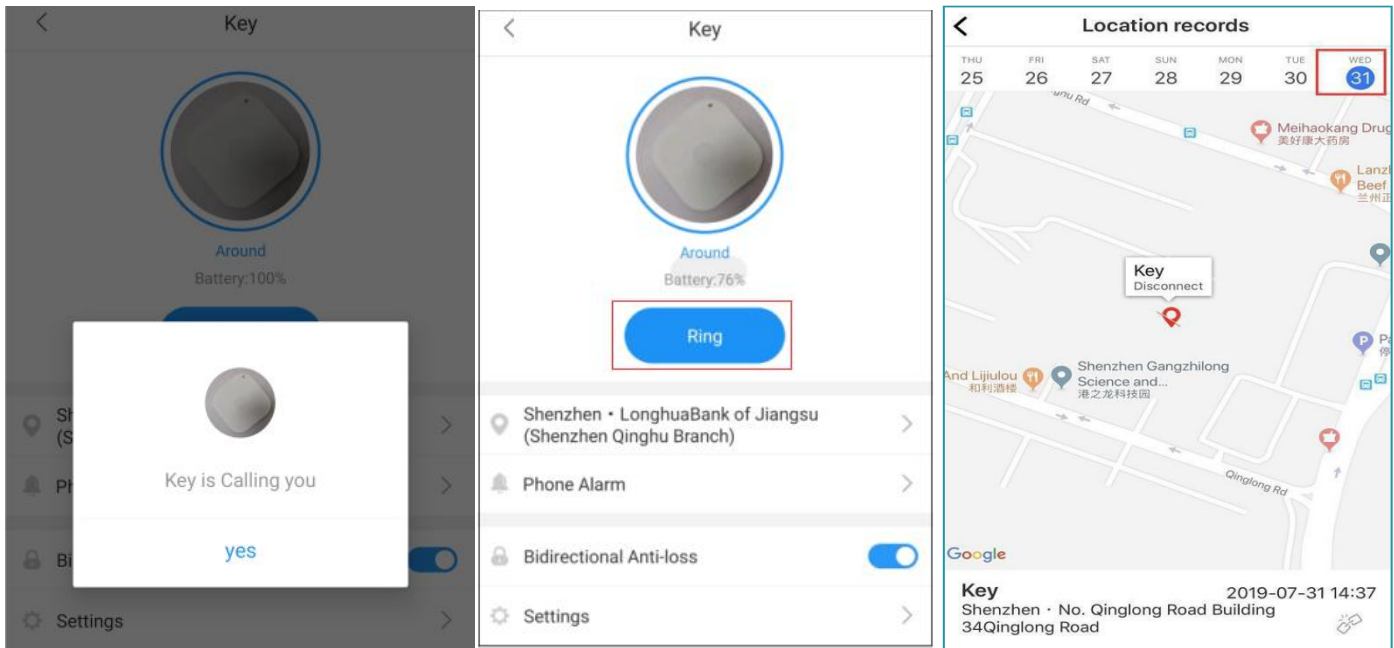 Key
Around
Battery:100%
Key is Calling you
yes
Settings
Key
Around
Battery:76%
Ring
Shenzhen • LonghuaBank of Jiangsu
(Shenzhen Qinghu Branch)
Phone Alarm
Bidirectional Anti-loss
Settings
Location records
THU FRI SAT SUN MON TUE WED
25 26 27 28 29 30 31
Rd
Meihaokang Drug
美好康大药房
Beef
兰州正
Key
Disconnect
P
停
And Lijiulou
和利酒楼
Shenzhen Gangzhilong
Science and...
港之龙科技园
Qinglong Rd
Google
Key
2019-07-31 14:37
Shenzhen · No. Qinglong Road Building
34Qinglong Road